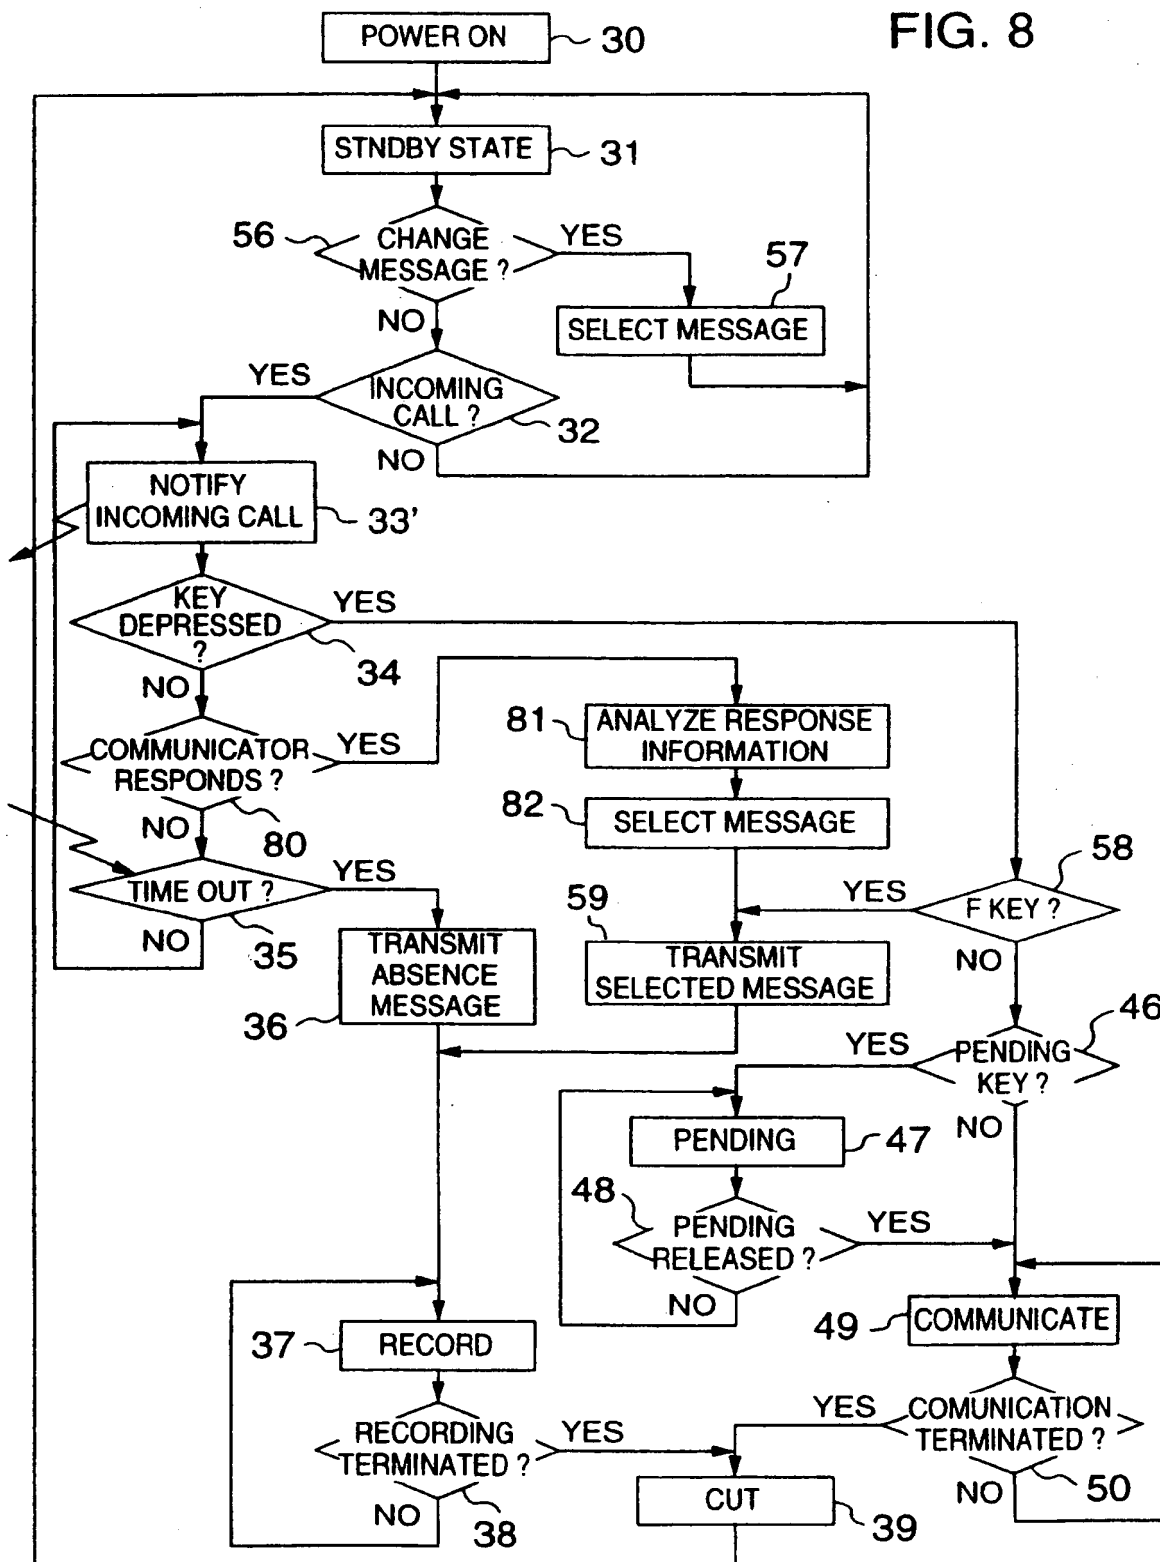 FIG. 8
POWER ON
30
STNDBY STATE
31
56
CHANGE
MESSAGE ?
YES
57
NO
SELECT MESSAGE
YES
INCOMING
CALL ?
32
NO
NOTIFY
INCOMING CALL
33'
KEY
DEPRESSED
?
YES
34
NO
81
ANALYZE RESPONSE
INFORMATION
COMMUNICATOR
RESPONDS ?
YES
82
SELECT MESSAGE
NO
80
58
TIME OUT ?
YES
59
YES
F KEY ?
NO
35
TRANSMIT
ABSENCE
MESSAGE
36
TRANSMIT
SELECTED MESSAGE
NO
46
YES
PENDING
KEY ?
NO
PENDING
47
48
PENDING
RELEASED ?
YES
NO
49
COMMUNICATE
37
RECORD
YES
COMUNICATION
TERMINATED ?
RECORDING
TERMINATED ?
YES
50
NO
CUT
NO
38
39